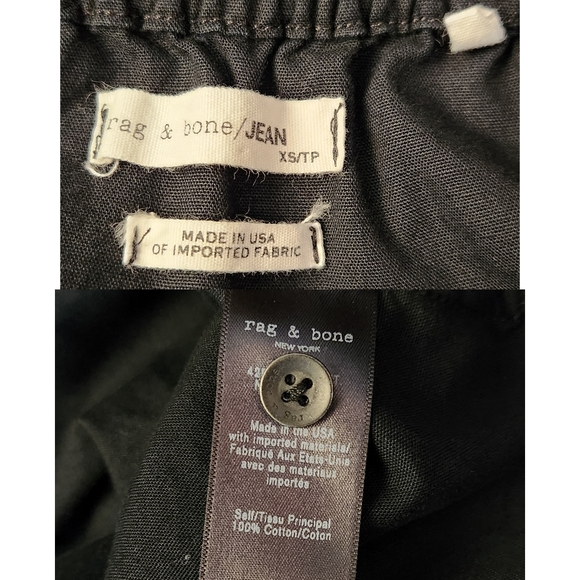 rag & bone/JEAN
XS/TP
MADE IN USA
OF IMPORTED FABRIC
rag & bone
NEW YORK
Made in the USA
with imported materials/
Fabriqué Aux Etats-Unis
avec des materiaux
importés
Self/Tissu Principal
100% Cotton/Coton